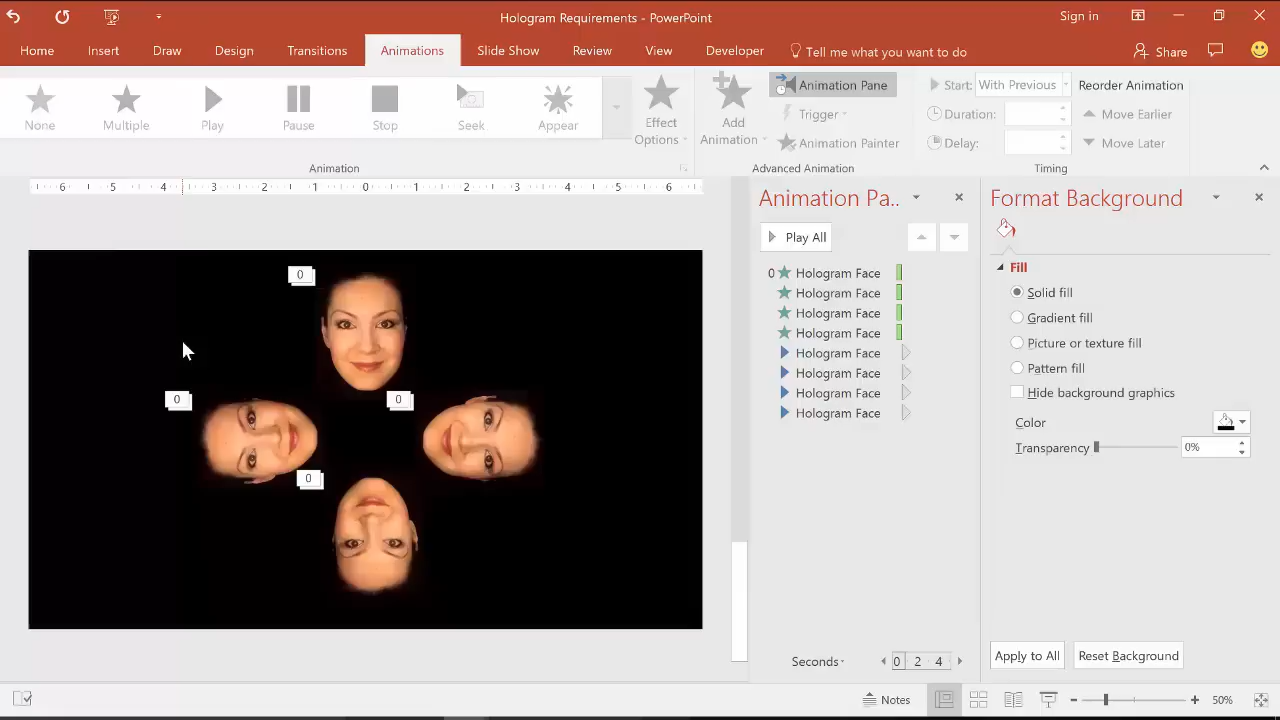 Hologram Requirements - PowerPoint
Sign in
Home Insert Draw Design Transitions Animations Slide Show Review View Developer Tell me what you want to do Share
None Multiple Play Pause Stop Seek Appear
Effect Options
Add Animation
Animation Pane
Trigger
Animation Painter
Start: With Previous
Duration:
Delay:
Reorder Animation
Move Earlier
Move Later
Animation Advanced Animation Timing
6 5 4 3 2 1 0 1 2 3 4 5 6
0
0 0
0
Animation Pa..
Play All
0 Hologram Face
Hologram Face
Hologram Face
Hologram Face
Hologram Face
Hologram Face
Hologram Face
Hologram Face
Seconds 0 2 4
Format Background
Fill
Solid fill
Gradient fill
Picture or texture fill
Pattern fill
Hide background graphics
Color
Transparency 0%
Apply to All Reset Background
Notes 50%